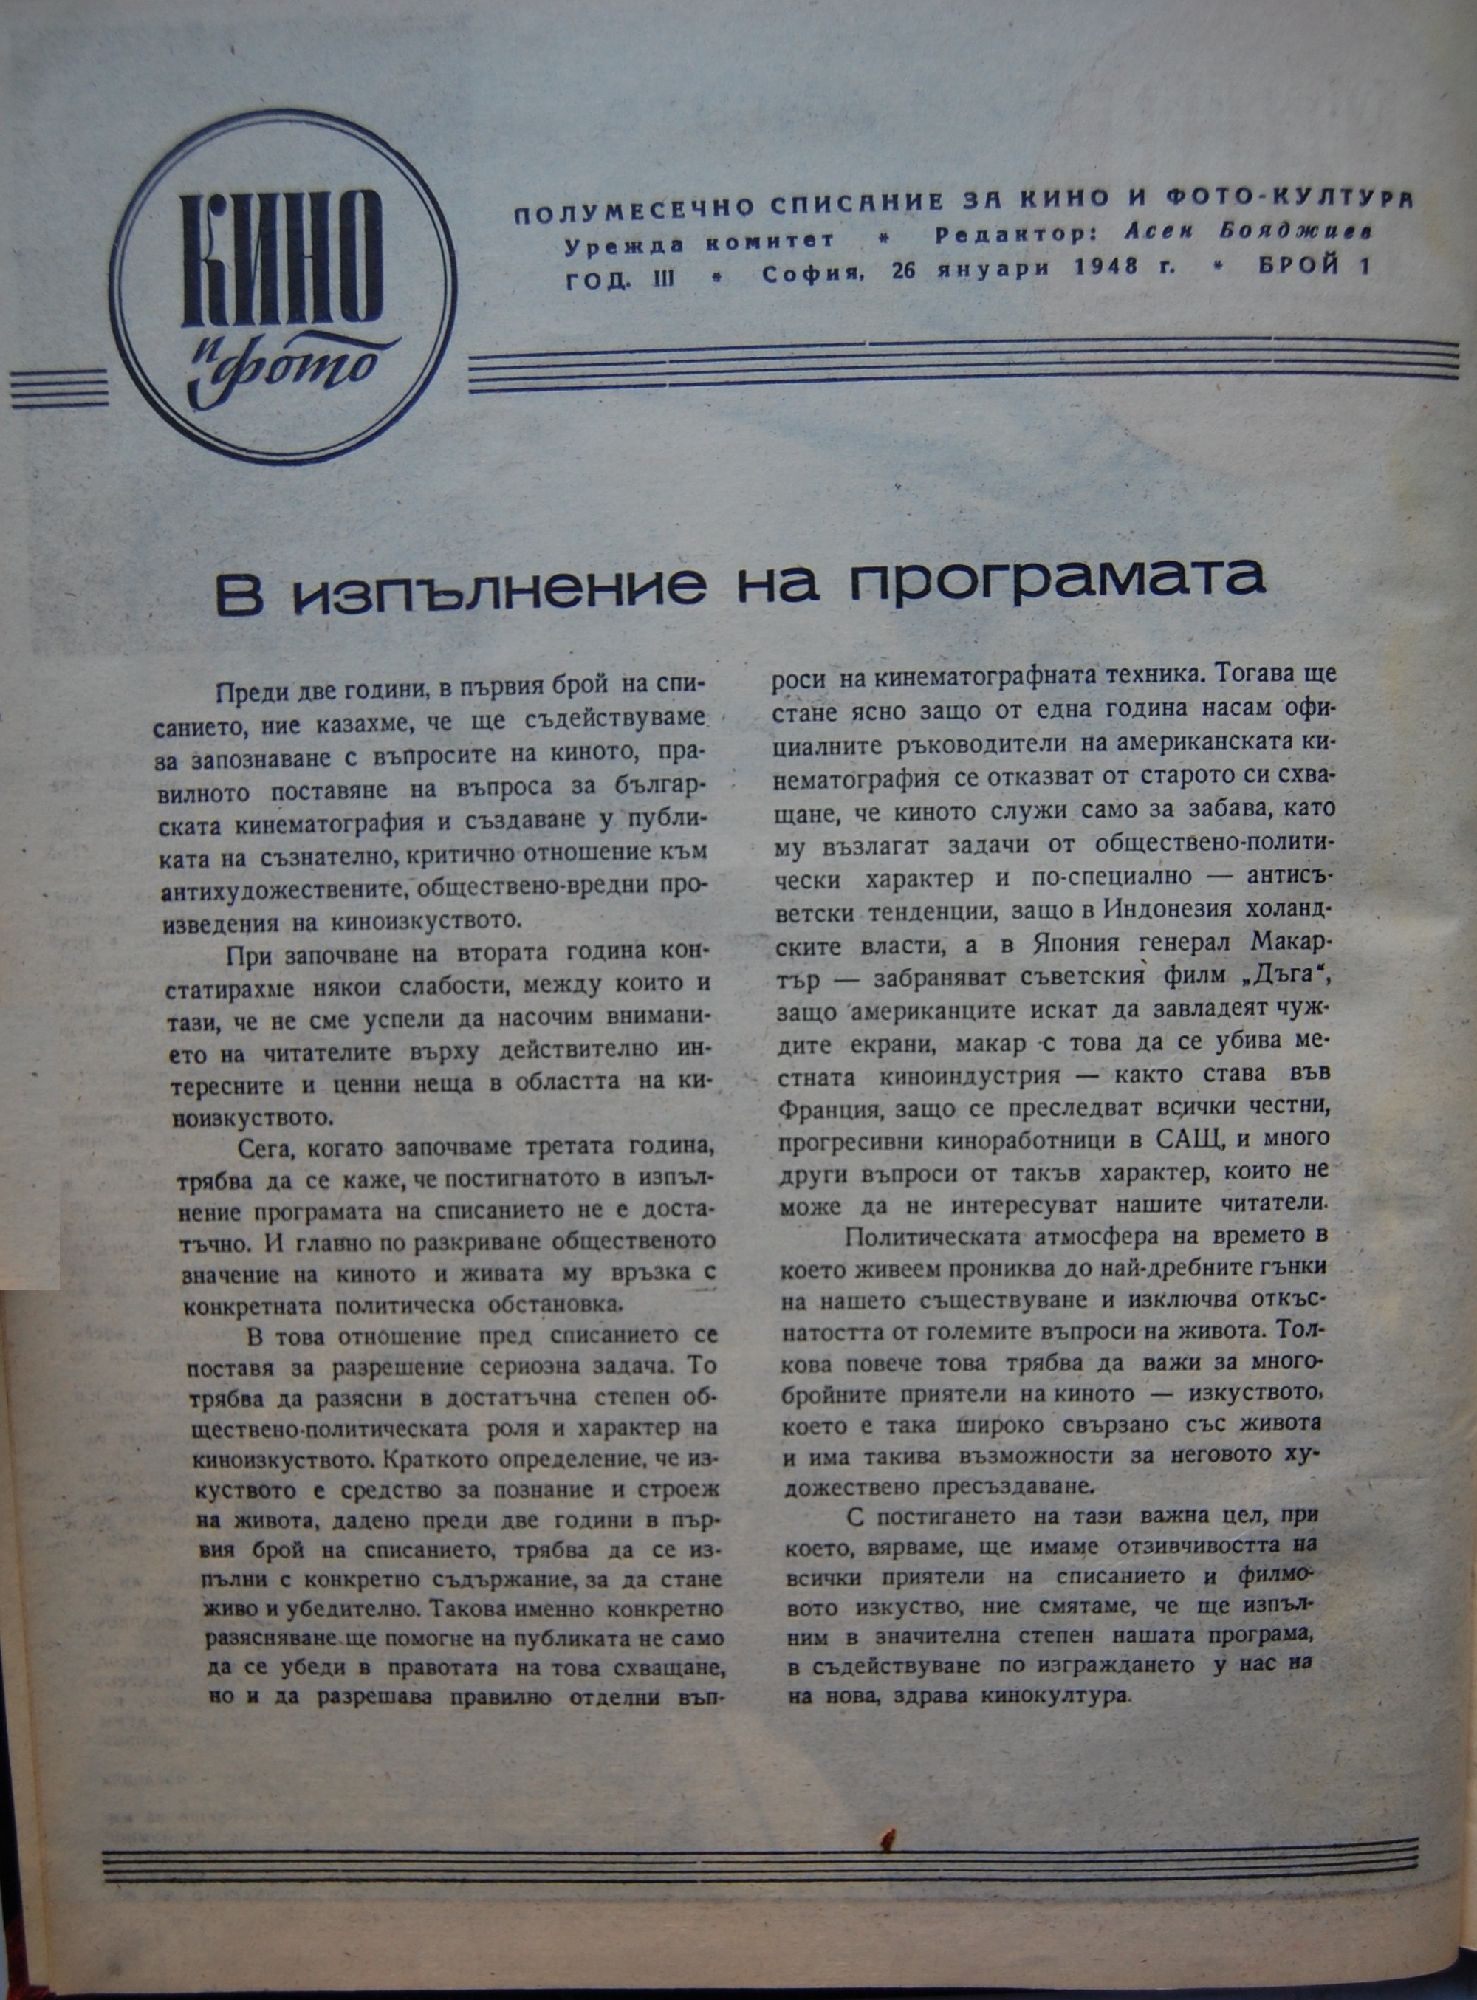 КИНО
и фото
ПОЛУМЕСЕЧНО СПИСАНИЕ ЗА КИНО И ФОТО-КУЛТУРА
Урежда комитет * Редактор: Асен Бояджиев
ГОД. III * София, 26 януари 1948 г. * БРОЙ 1
В изпълнение на програмата
Преди две години, в първия брой на спи-
санието, ние казахме, че ще съдействуваме
за запознаване с въпросите на киното, пра-
вилното поставяне на въпроса за българ-
ската кинематография и създаване у публи-
ката на съзнателно, критично отношение към
антихудожествените, обществено-вредни про-
изведения на киноизкуството.
При започване на втората година кон-
статирахме някои слабости, между които и
тази, че не сме успели да насочим внимани-
ето на читателите върху действително ин-
тересните и ценни неща в областта на ки-
ноизкуството.
Сега, когато започваме третата година,
трябва да се каже, че постигнатото в изпъл-
нение програмата на списанието не е доста-
тъчно. И главно по разкриване общественото
значение на киното и живата му връзка с
конкретната политическа обстановка.
В това отношение пред списанието се
поставя за разрешение сериозна задача. То
трябва да разясни в достатъчна степен об-
ществено-политическата роля и характер на
киноизкуството. Краткото определение, че из-
куството е средство за познание и строеж
на живота, дадено преди две години в пър-
вия брой на списанието, трябва да се из-
пълни с конкретно съдържание, за да стане
живо и убедително. Такова именно конкретно
разясняване ще помогне на публиката не само
да се убеди в правотата на това схващане,
но и да разрешава правилно отделни въп-
роси на кинематографната техника. Тогава ще
стане ясно защо от една година насам офи-
циалните ръководители на американската ки-
нематография се отказват от старото си схва-
щане, че киното служи само за забава, като
му възлагат задачи от обществено-полити-
чески характер и по-специално — антисъ-
ветски тенденции, защо в Индонезия холанд-
ските власти, а в Япония генерал Макар-
тър — забраняват съветския филм „Дъга“,
защо американците искат да завладеят чуж-
дите екрани, макар с това да се убива ме-
стната киноиндустрия — както става във
Франция, защо се преследват всички честни,
прогресивни киноработници в САЩ, и много
други въпроси от такъв характер, които не
може да не интересуват нашите читатели.
Политическата атмосфера на времето в
което живеем прониква до най-дребните гънки
на нашето съществуване и изключва откъс-
натостта от големите въпроси на живота. Тол-
кова повече това трябва да важи за много-
бройните приятели на киното — изкуството,
което е така широко свързано със живота
и има такива възможности за неговото ху-
дожествено пресъздаване.
С постигането на тази важна цел, при
което, вярваме, ще имаме отзивчивостта на
всички приятели на списанието и филмо-
вото изкуство, ние смятаме, че ще изпъл-
ним в значителна степен нашата програма,
в съдействуване по изграждането у нас на
на нова, здрава кинокултура.